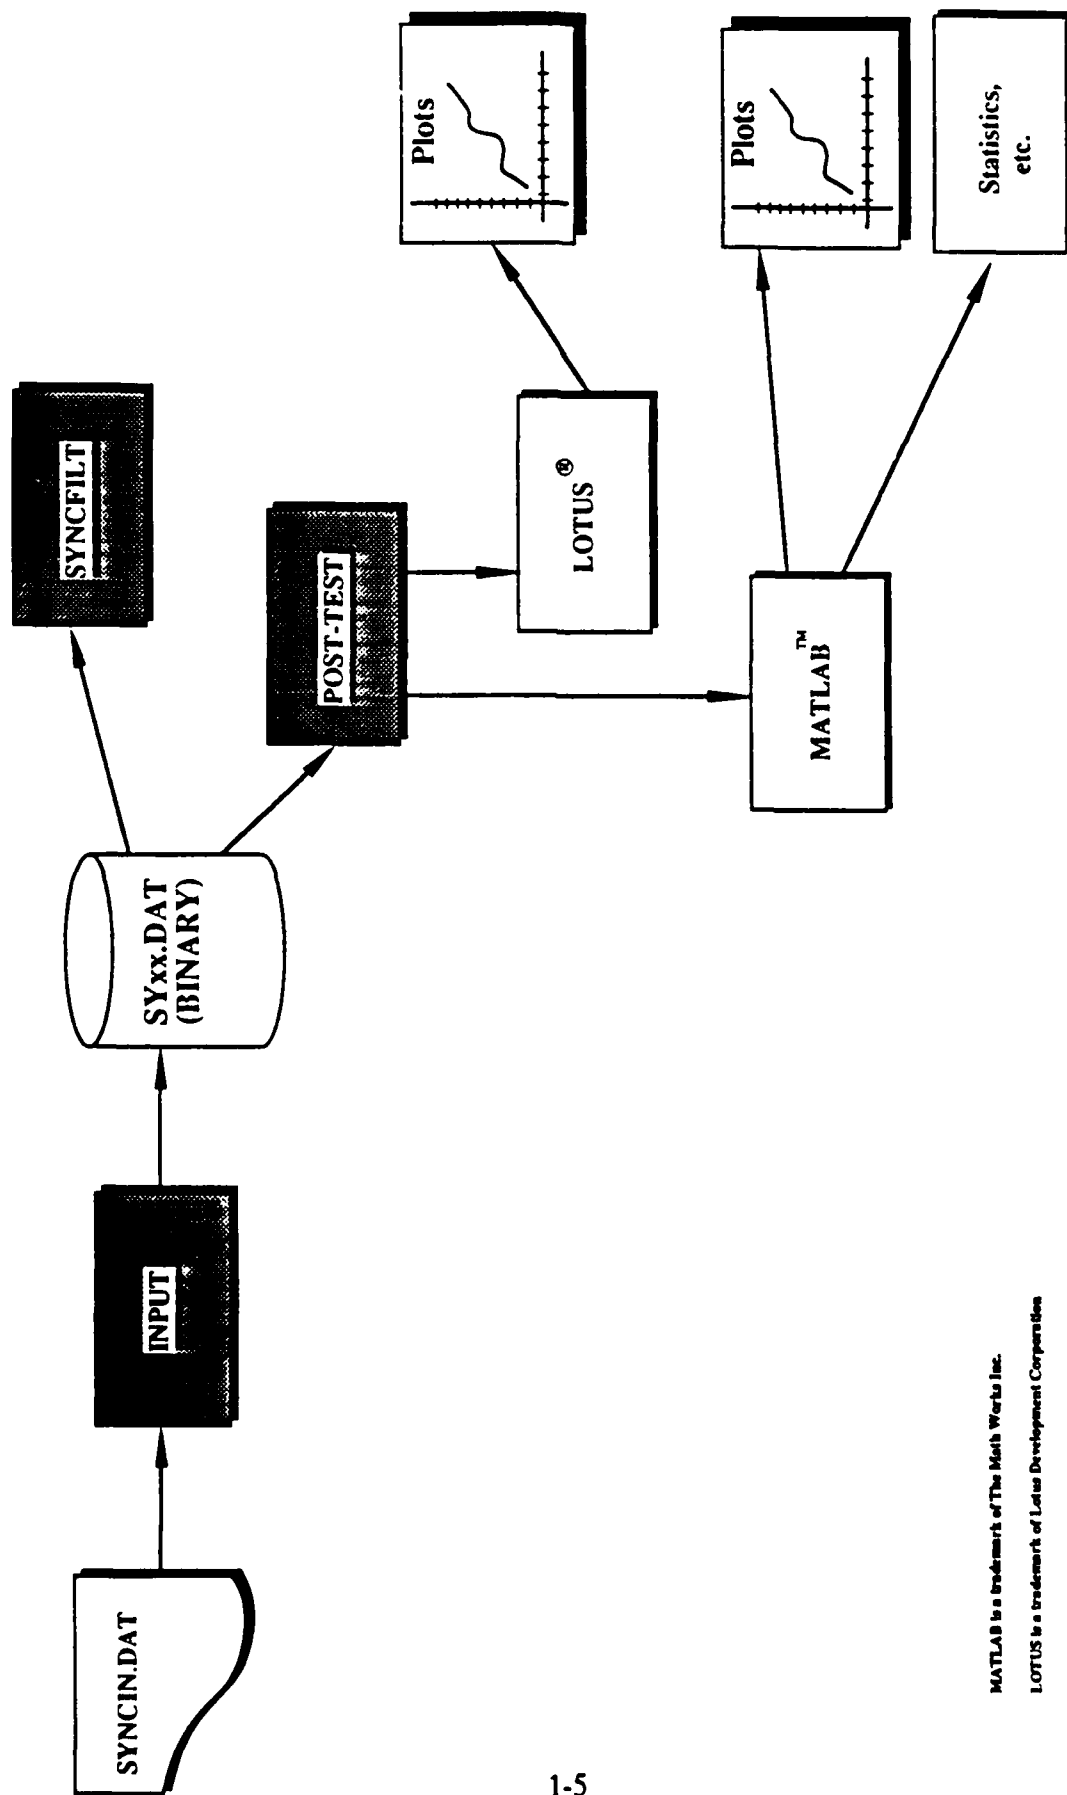 SYNCIN.DAT
INPUT
SYxx.DAT
(BINARY)
SYNCFILT
POST-TEST
LOTUS®
MATLAB™
Plots
Plots
Statistics,
etc.
MATLAB is a trademark of The Math Works Inc.
LOTUS is a trademark of Lotus Development Corporation
1-5